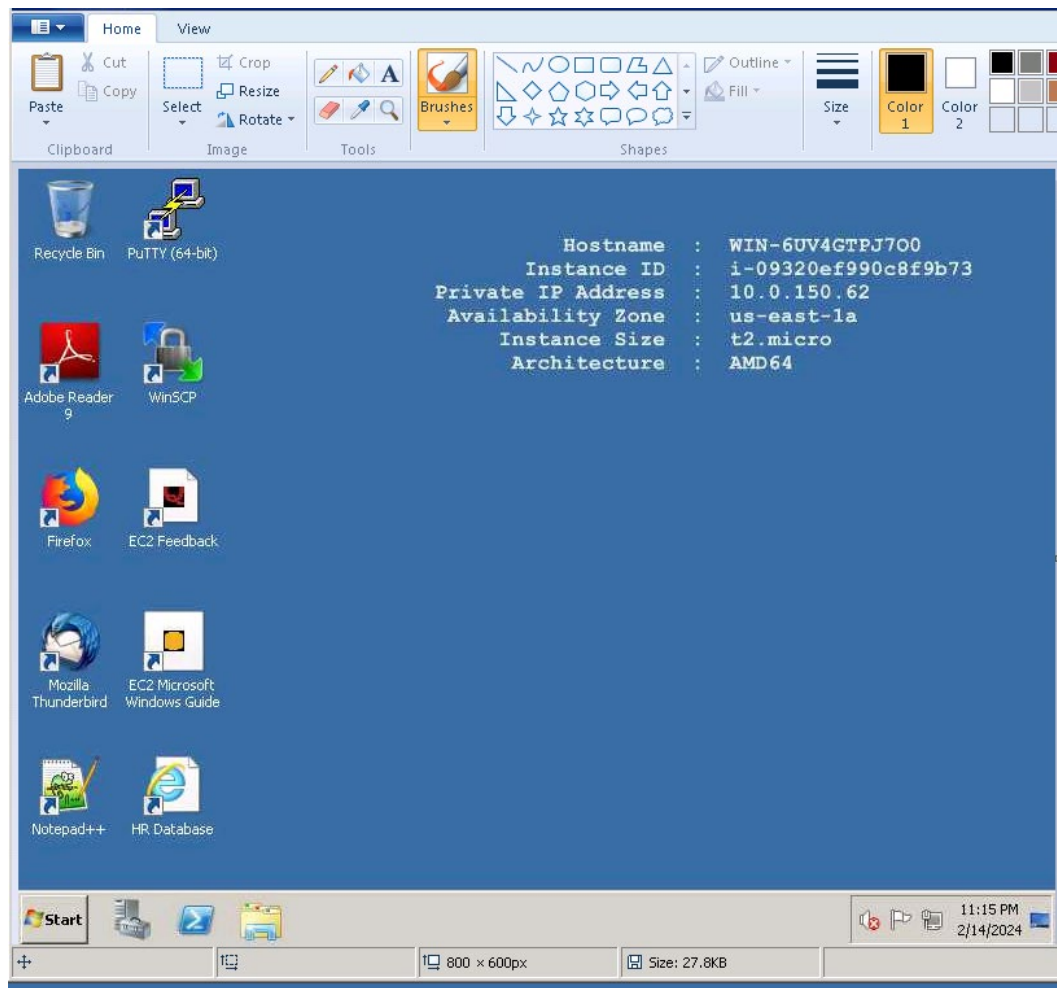 Home View
Cut
Copy
Paste
Clipboard
Select
Crop
Resize
Rotate
Image
A
Tools
Brushes
Outline
Fill
Shapes
Size
Color 1
Color 2
Recycle Bin
PuTTY (64-bit)
Hostname : WIN-6UV4GTPJ7O0
Instance ID : i-09320ef990c8f9b73
Private IP Address : 10.0.150.62
Availability Zone : us-east-1a
Instance Size : t2.micro
Architecture : AMD64
Adobe Reader
9
WinSCP
Firefox
EC2 Feedback
Mozilla
Thunderbird
EC2 Microsoft
Windows Guide
Notepad++
HR Database
Start
11:15 PM
2/14/2024
800 × 600px
Size: 27.8KB